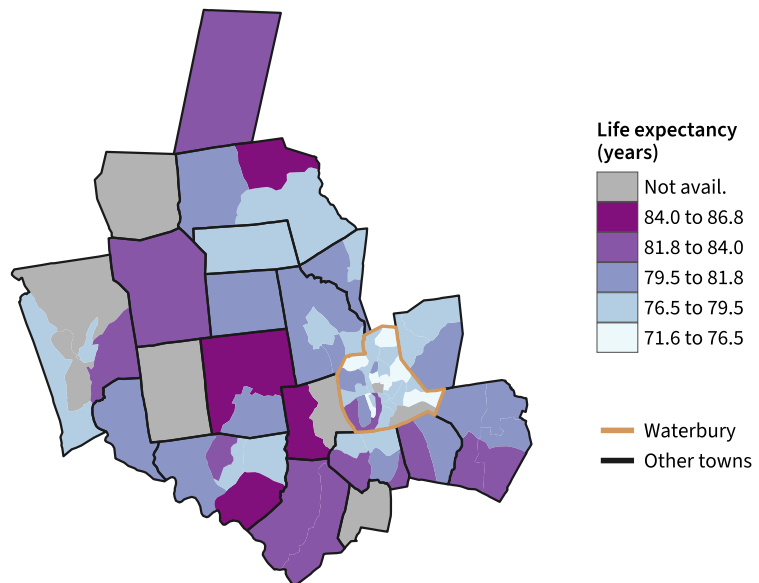 Life expectancy
(years)
Not avail.
84.0 to 86.8
81.8 to 84.0
79.5 to 81.8
76.5 to 79.5
71.6 to 76.5
Waterbury
Other towns